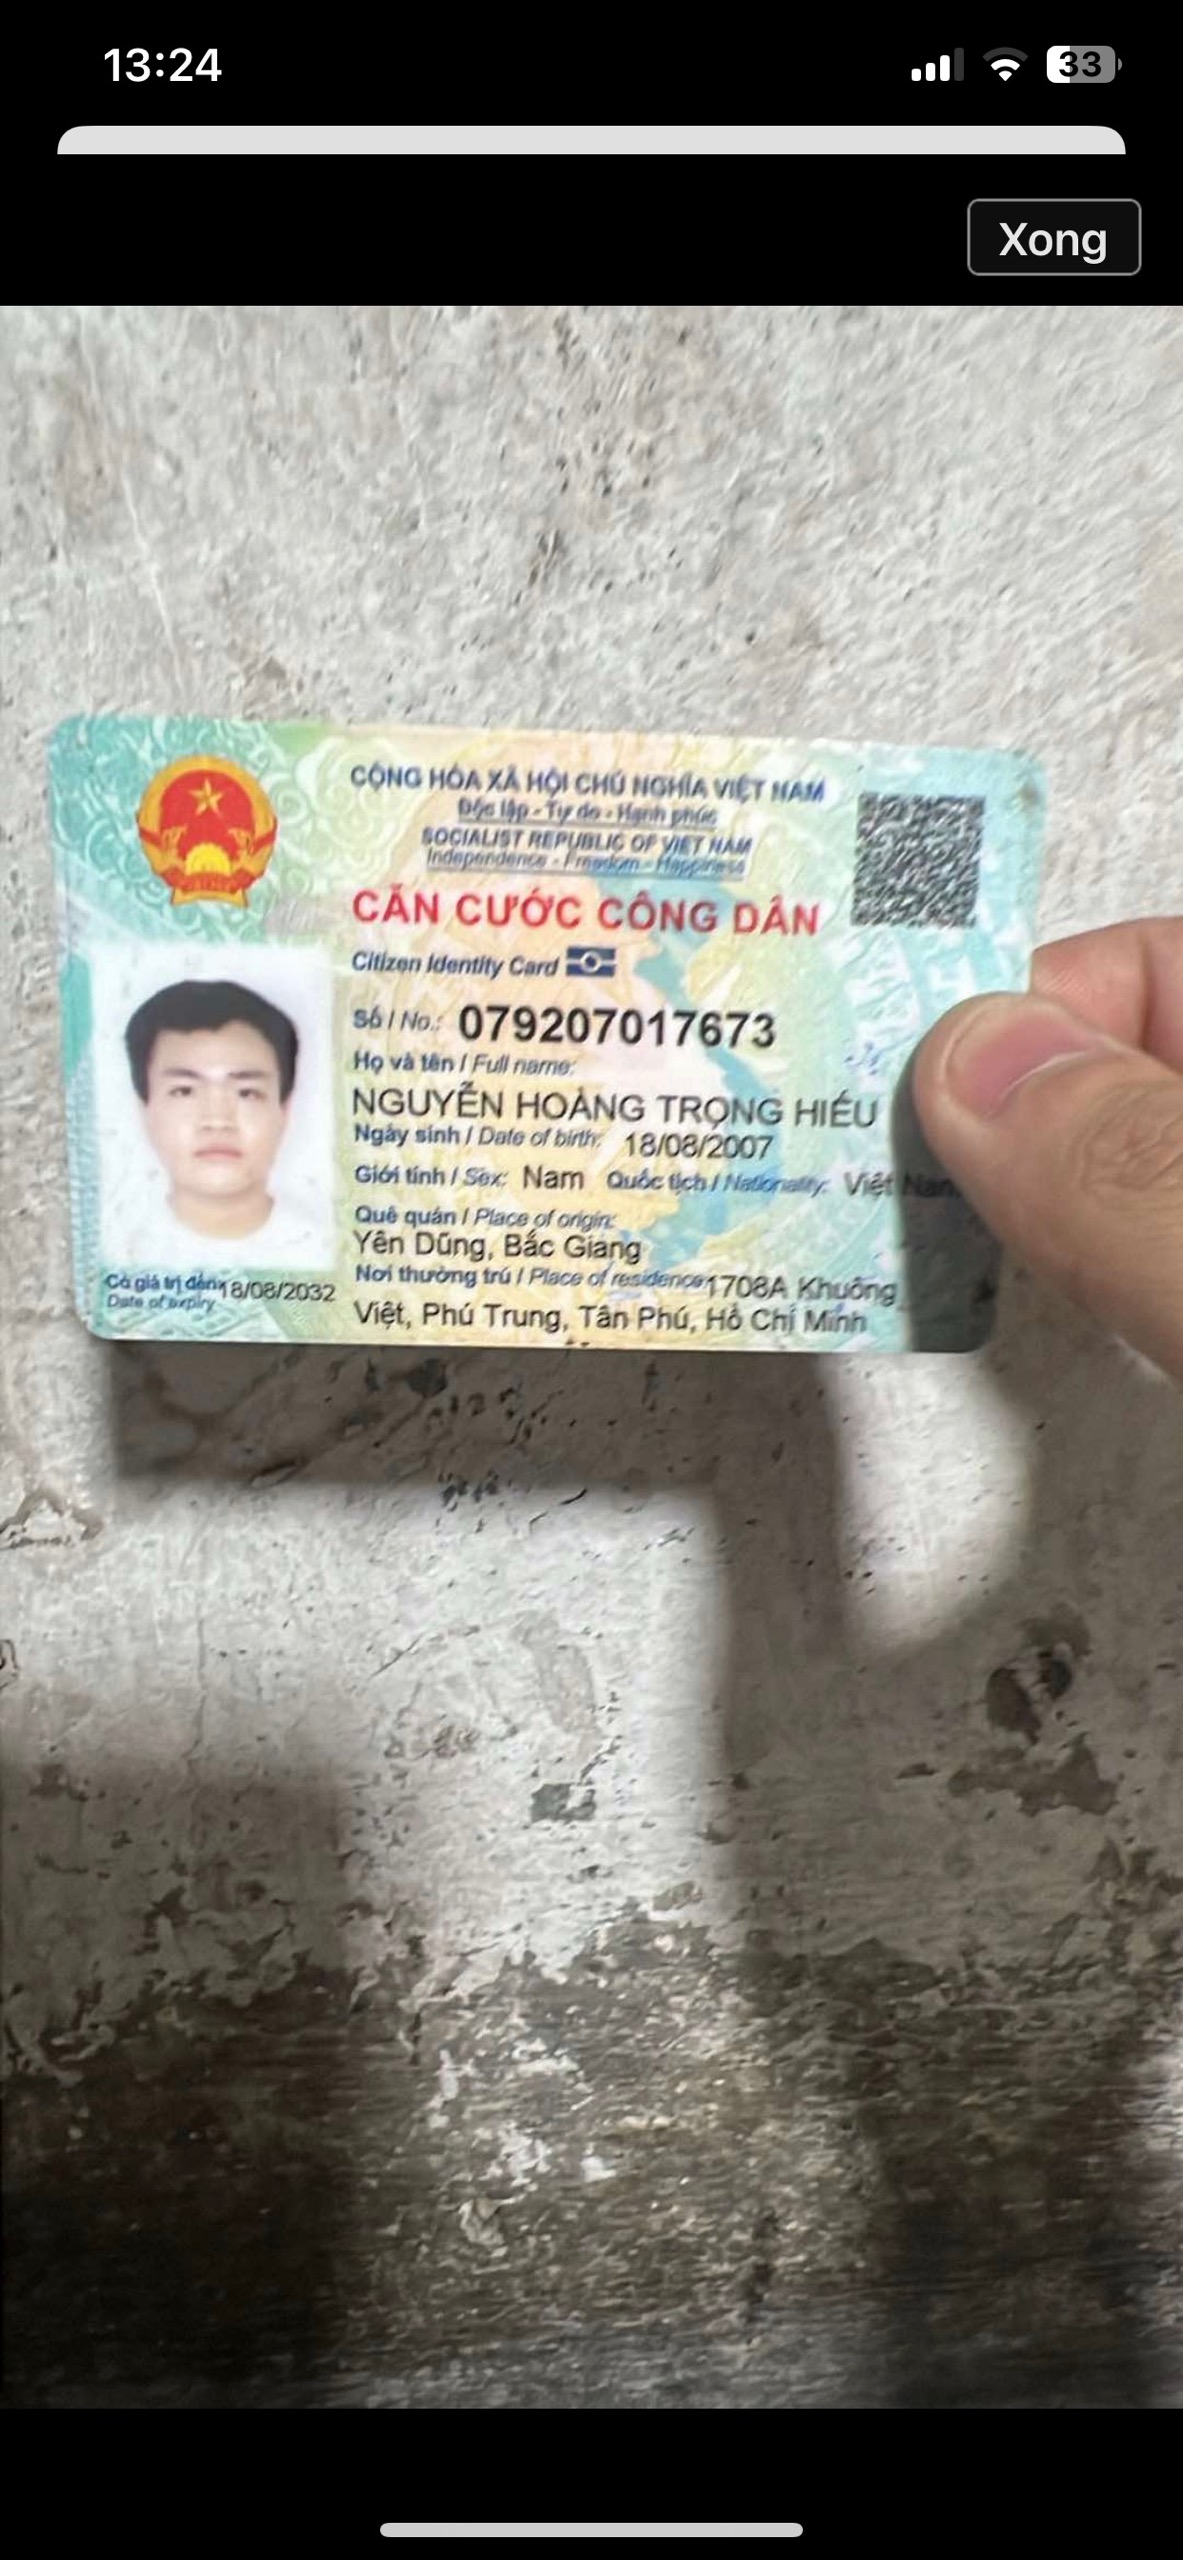 13:24
33
Xong
CỘNG HÒA XÃ HỘI CHỦ NGHĨA VIỆT NAM
Độc lập - Tự do - Hạnh phúc
SOCIALIST REPUBLIC OF VIET NAM
Independence - Freedom - Happiness
CĂN CƯỚC CÔNG DÂN
Citizen Identity Card
Số / No.: 079207017673
Họ và tên / Full name:
NGUYỄN HOÀNG TRỌNG HIẾU
Ngày sinh / Date of birth: 18/08/2007
Giới tính / Sex: Nam Quốc tịch / Nationality: Việt Nam
Quê quán / Place of origin:
Yên Dũng, Bắc Giang
Nơi thường trú / Place of residence: 1708A Khuông
Việt, Phú Trung, Tân Phú, Hồ Chí Minh
Có giá trị đến: 18/08/2032
Date of expiry